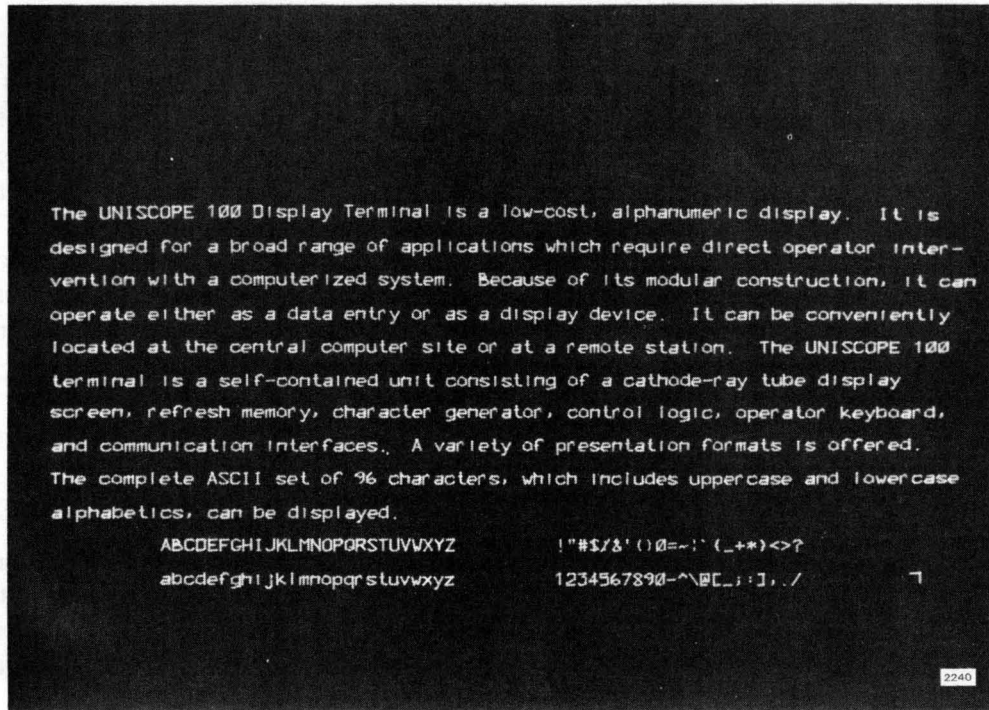 The UNISCOPE 100 Display Terminal is a low-cost, alphanumeric display. It is
designed for a broad range of applications which require direct operator inter-
vention with a computerized system. Because of its modular construction, it can
operate either as a data entry or as a display device. It can be conveniently
located at the central computer site or at a remote station. The UNISCOPE 100
terminal is a self-contained unit consisting of a cathode-ray tube display
screen, refresh memory, character generator, control logic, operator keyboard,
and communication interfaces. A variety of presentation formats is offered.
The complete ASCII set of 96 characters, which includes uppercase and lowercase
alphabetics, can be displayed.
ABCDEFGHIJKLMNOPQRSTUVWXYZ !"#$/&'()0=~¦`{_+*}<>?
abcdefghijklmnopqrstuvwxyz 1234567890-^\@[_;:],./ ㄱ
2240